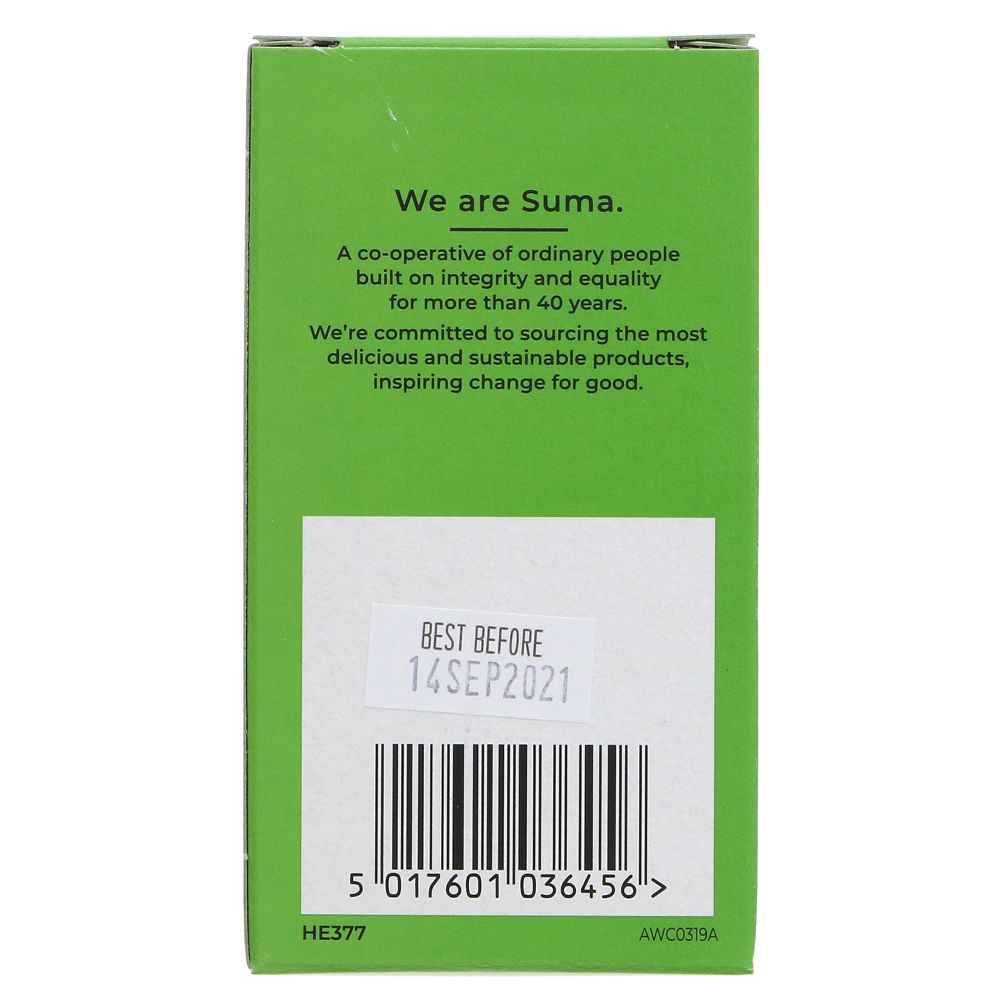 We are Suma.
A co-operative of ordinary people
built on integrity and equality
for more than 40 years.
We're committed to sourcing the most
delicious and sustainable products,
inspiring change for good.
BEST BEFORE
14SEP2021
5 017601 036456 >
HE377 AWC0319A